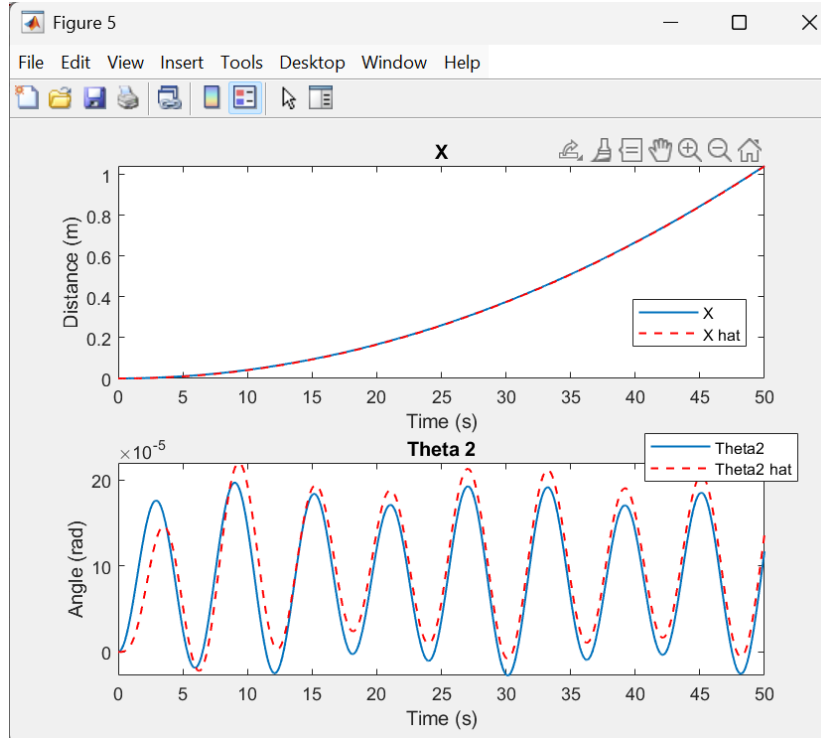 Figure 5
File Edit View Insert Tools Desktop Window Help
X
1
0.8
0.6
0.4
0.2
0
Distance (m)
X
X hat
0 5 10 15 20 25 30 35 40 45 50
Time (s)
×10⁻⁵
Theta 2
Theta2
Theta2 hat
20
10
0
Angle (rad)
0 5 10 15 20 25 30 35 40 45 50
Time (s)